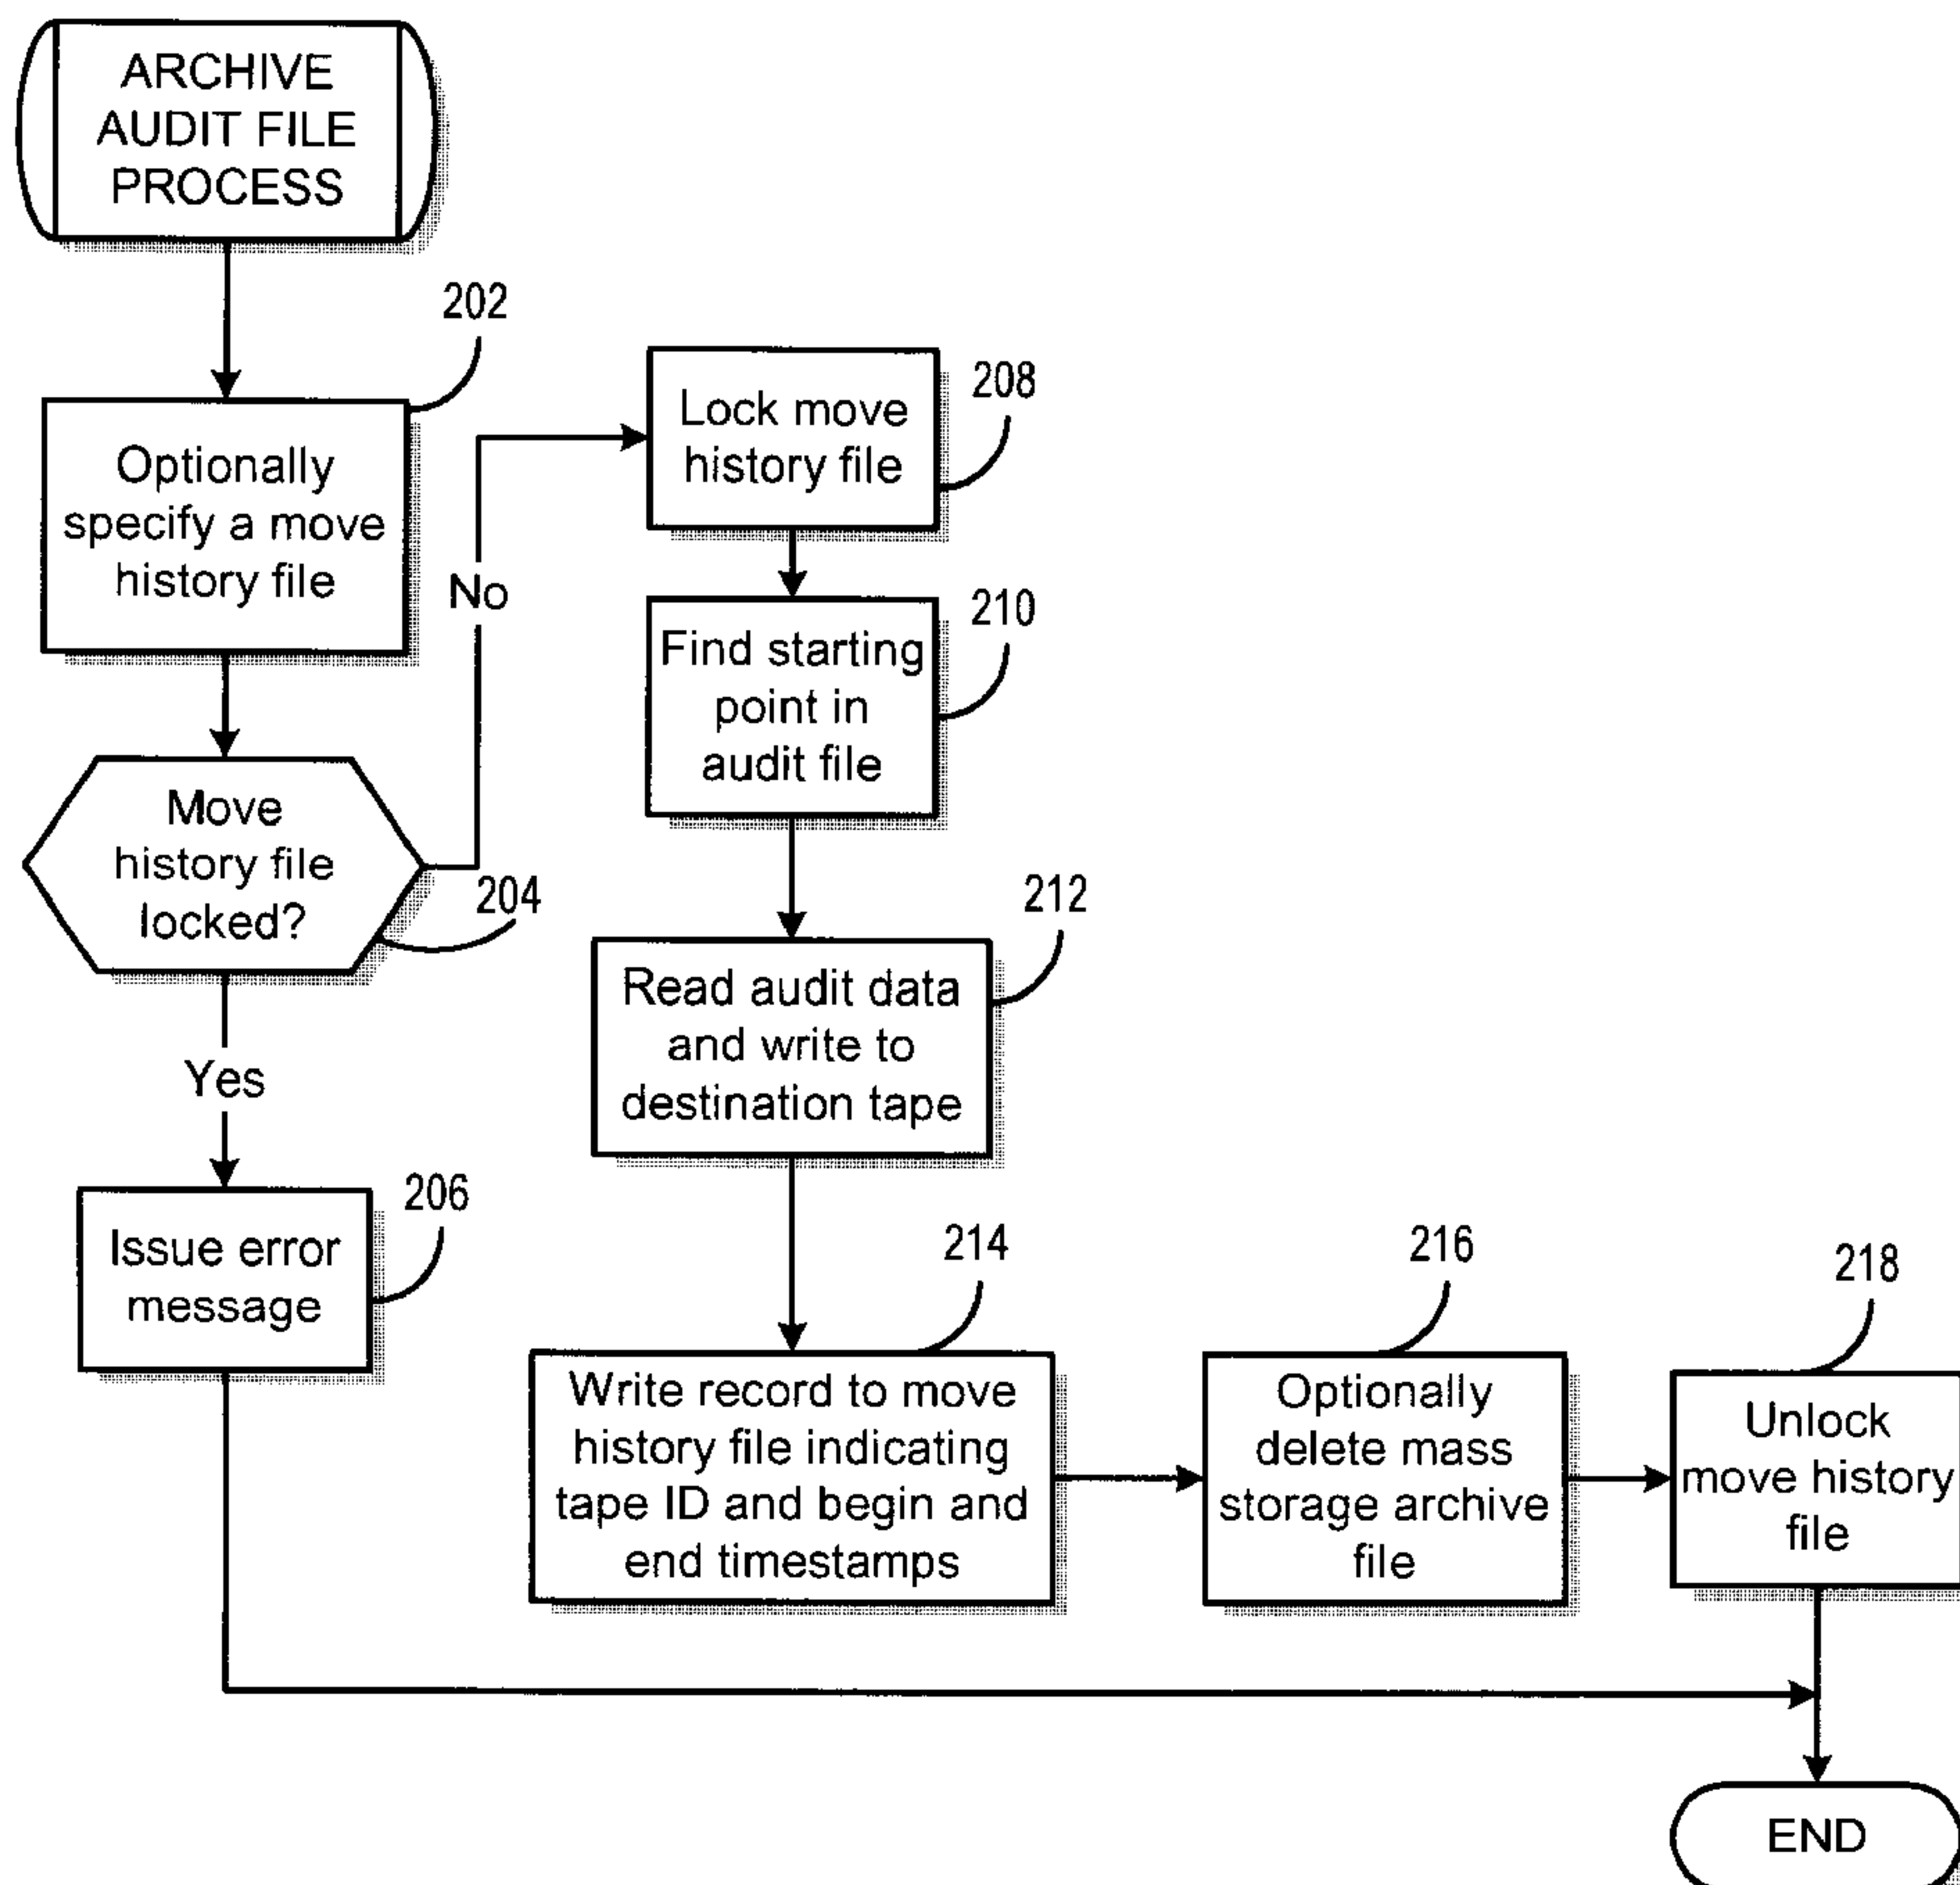 ARCHIVE
AUDIT FILE
PROCESS
202
Optionally
specify a move
history file
No
Move
history file
locked?
204
Yes
206
Issue error
message
208
Lock move
history file
210
Find starting
point in
audit file
212
Read audit data
and write to
destination tape
214
Write record to move
history file indicating
tape ID and begin and
end timestamps
216
Optionally
delete mass
storage archive
file
218
Unlock
move history
file
END